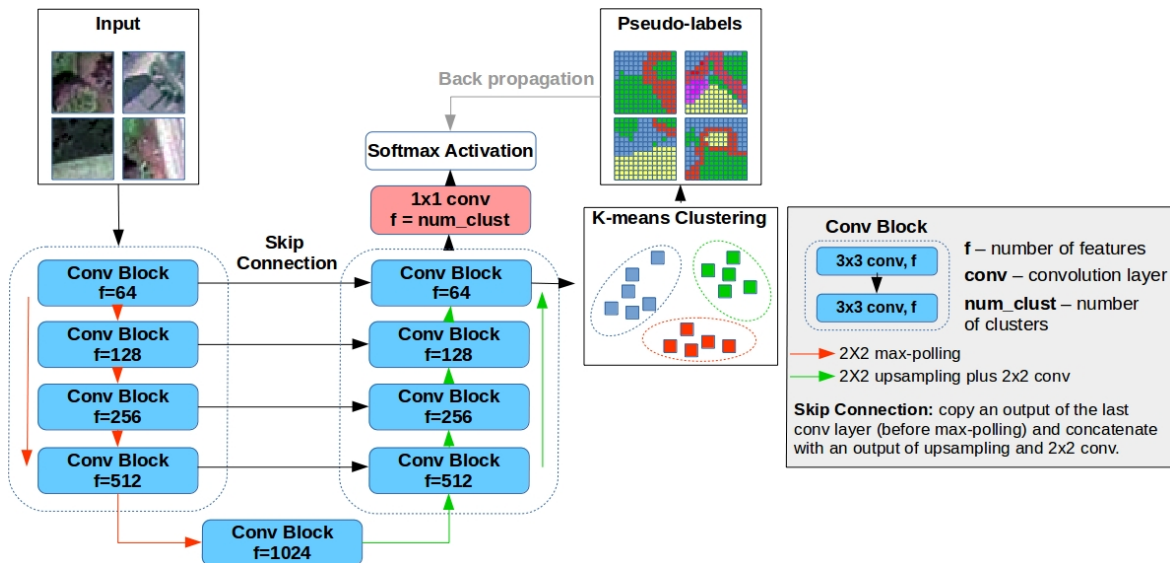 Input
Pseudo-labels
Back propagation
Softmax Activation
1x1 conv
f = num_clust
K-means Clustering
Skip
Connection
Conv Block
f=64
Conv Block
f=128
Conv Block
f=256
Conv Block
f=512
Conv Block
f=1024
Conv Block
f=64
Conv Block
f=128
Conv Block
f=256
Conv Block
f=512
Conv Block
3x3 conv, f
3x3 conv, f
f – number of features
conv – convolution layer
num_clust – number
of clusters
2X2 max-polling
2X2 upsampling plus 2x2 conv
Skip Connection: copy an output of the last
conv layer (before max-polling) and concatenate
with an output of upsampling and 2x2 conv.